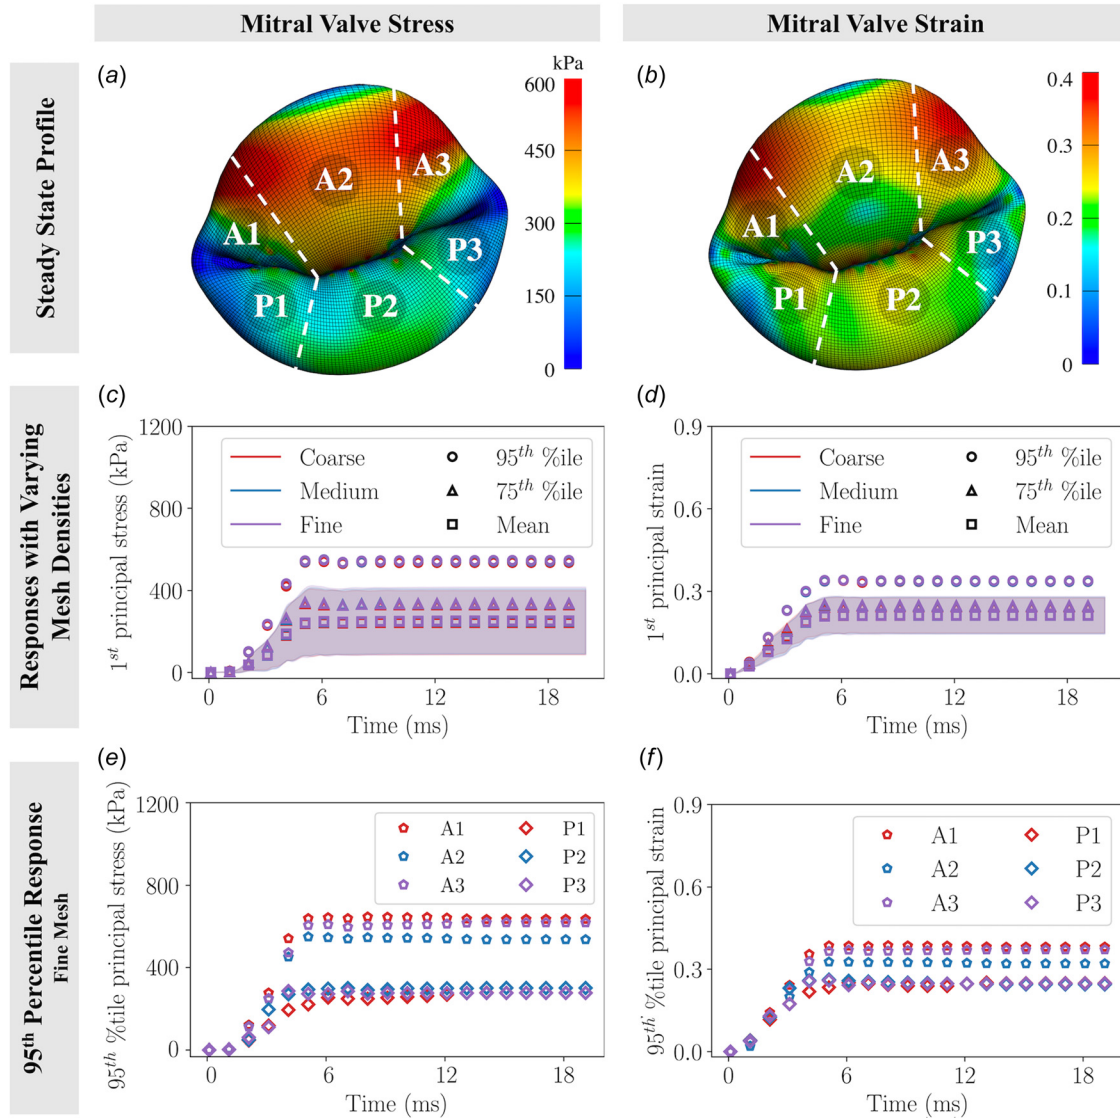 Mitral Valve Stress
Mitral Valve Strain
Steady State Profile
(a)
kPa
600
450
300
150
0
A1
A2
A3
P1
P2
P3
(b)
0.4
0.3
0.2
0.1
0
A1
A2
A3
P1
P2
P3
Responses with Varying
Mesh Densities
(c)
1st principal stress (kPa)
1200
800
400
0
Coarse
Medium
Fine
95th %ile
75th %ile
Mean
0 6 12 18
Time (ms)
(d)
1st principal strain
0.9
0.6
0.3
0.0
Coarse
Medium
Fine
95th %ile
75th %ile
Mean
0 6 12 18
Time (ms)
95th Percentile Response
Fine Mesh
(e)
95th %tile principal stress (kPa)
1200
800
400
0
A1 P1
A2 P2
A3 P3
0 6 12 18
Time (ms)
(f)
95th %tile principal strain
0.9
0.6
0.3
0.0
A1 P1
A2 P2
A3 P3
0 6 12 18
Time (ms)